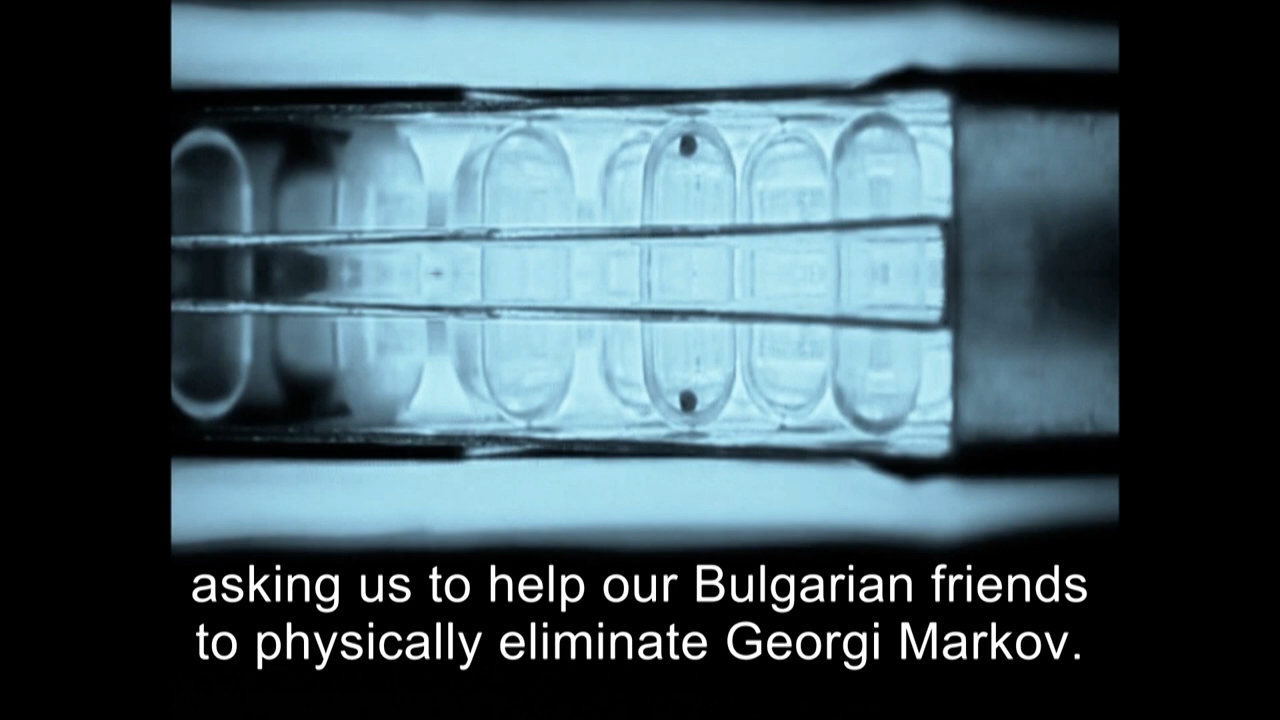 asking us to help our Bulgarian friends
to physically eliminate Georgi Markov.